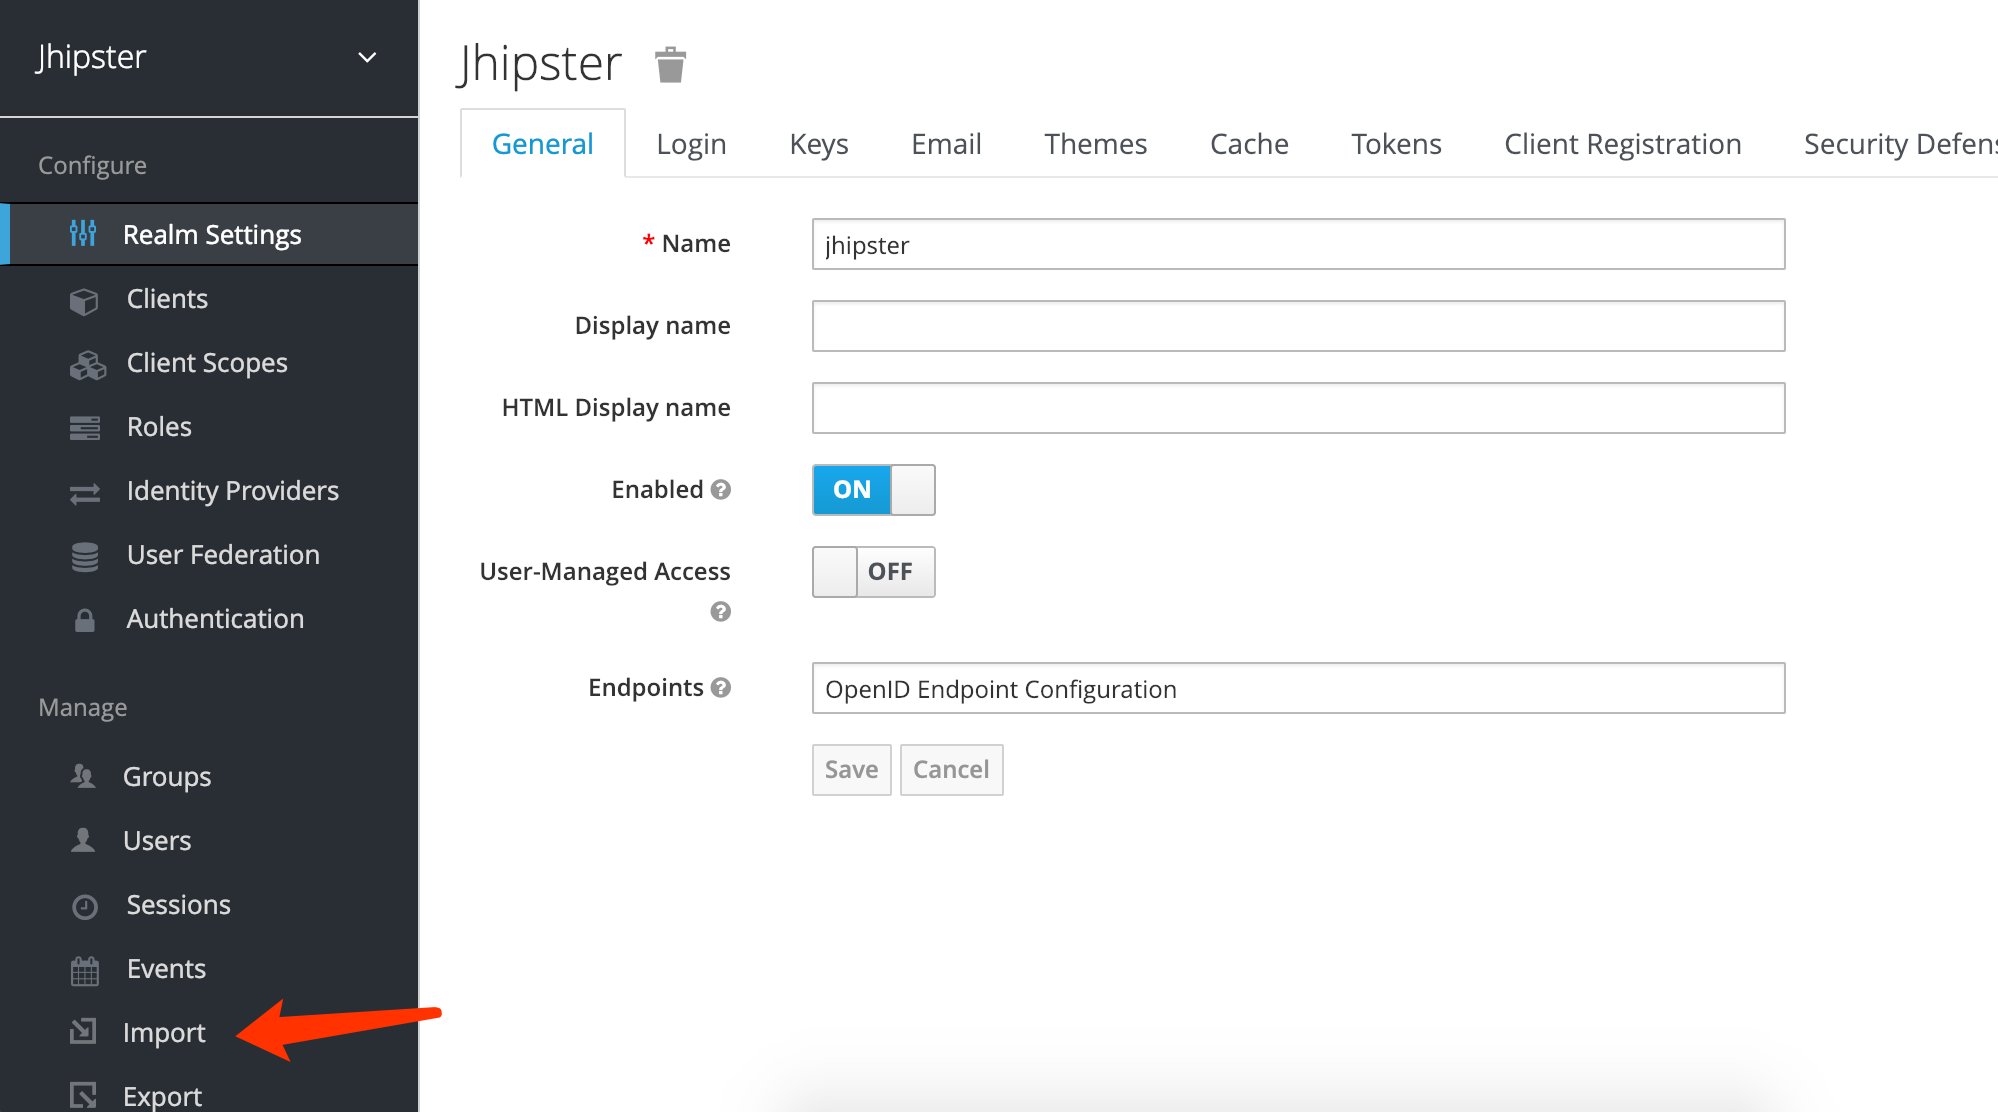 Jhipster
Configure
Realm Settings
Clients
Client Scopes
Roles
Identity Providers
User Federation
Authentication
Manage
Groups
Users
Sessions
Events
Import
Export
Jhipster
General Login Keys Email Themes Cache Tokens Client Registration Security Defens
* Name jhipster
Display name
HTML Display name
Enabled ? ON
User-Managed Access OFF
?
Endpoints ? OpenID Endpoint Configuration
Save Cancel